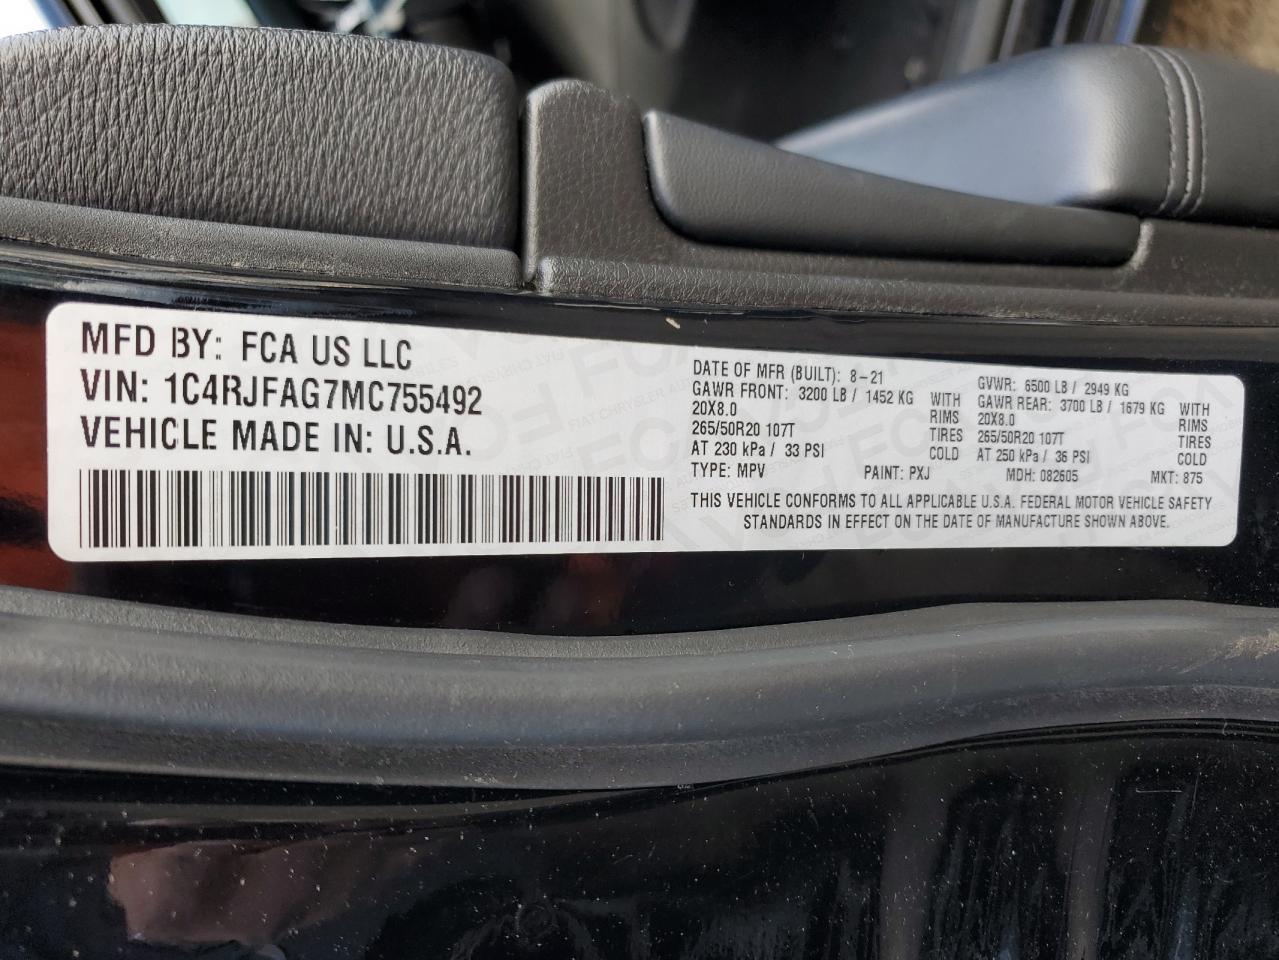 MFD BY: FCA US LLC
VIN: 1C4RJFAG7MC755492
VEHICLE MADE IN: U.S.A.
DATE OF MFR (BUILT): 8-21
GVWR: 6500 LB / 2949 KG
GAWR FRONT: 3200 LB / 1452 KG WITH
20X8.0 RIMS
265/50R20 107T TIRES
AT 230 kPa / 33 PSI COLD
GAWR REAR: 3700 LB / 1679 KG WITH
20X8.0 RIMS
265/50R20 107T TIRES
AT 250 kPa / 36 PSI COLD
TYPE: MPV PAINT: PXJ MDH: 082605 MKT: 875
THIS VEHICLE CONFORMS TO ALL APPLICABLE U.S.A. FEDERAL MOTOR VEHICLE SAFETY
STANDARDS IN EFFECT ON THE DATE OF MANUFACTURE SHOWN ABOVE.